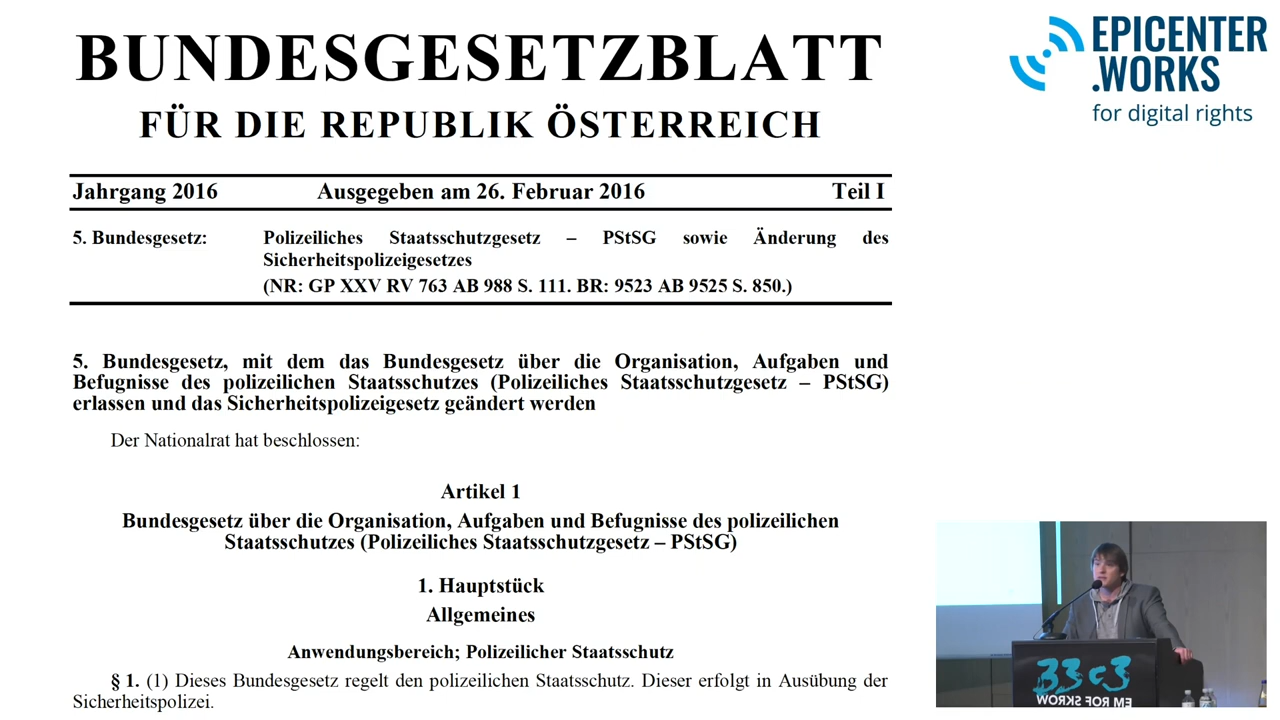 BUNDESGESETZBLATT
FÜR DIE REPUBLIK ÖSTERREICH
Jahrgang 2016 Ausgegeben am 26. Februar 2016 Teil I
5. Bundesgesetz: Polizeiliches Staatsschutzgesetz – PStSG sowie Änderung des
Sicherheitspolizeigesetzes
(NR: GP XXV RV 763 AB 988 S. 111. BR: 9523 AB 9525 S. 850.)
5. Bundesgesetz, mit dem das Bundesgesetz über die Organisation, Aufgaben und
Befugnisse des polizeilichen Staatsschutzes (Polizeiliches Staatsschutzgesetz – PStSG)
erlassen und das Sicherheitspolizeigesetz geändert werden
Der Nationalrat hat beschlossen:
Artikel 1
Bundesgesetz über die Organisation, Aufgaben und Befugnisse des polizeilichen
Staatsschutzes (Polizeiliches Staatsschutzgesetz – PStSG)
1. Hauptstück
Allgemeines
Anwendungsbereich; Polizeilicher Staatsschutz
§ 1. (1) Dieses Bundesgesetz regelt den polizeilichen Staatsschutz. Dieser erfolgt in Ausübung der
Sicherheitspolizei.
EPICENTER
.WORKS
for digital rights
33c3
WORKS FOR ME